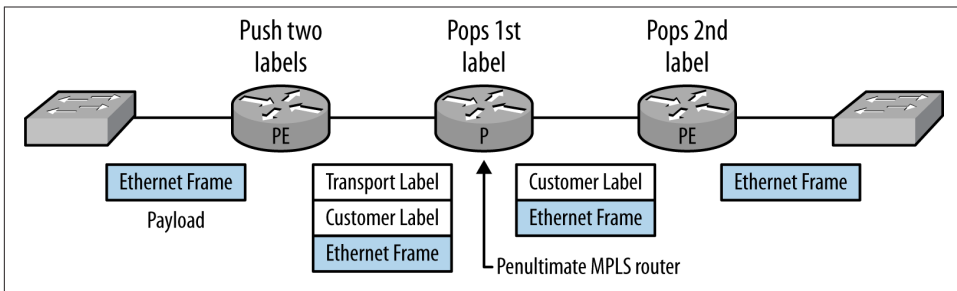 Push two
labels
Pops 1st
label
Pops 2nd
label
PE
P
PE
Ethernet Frame
Payload
Transport Label
Customer Label
Ethernet Frame
Customer Label
Ethernet Frame
Ethernet Frame
Penultimate MPLS router